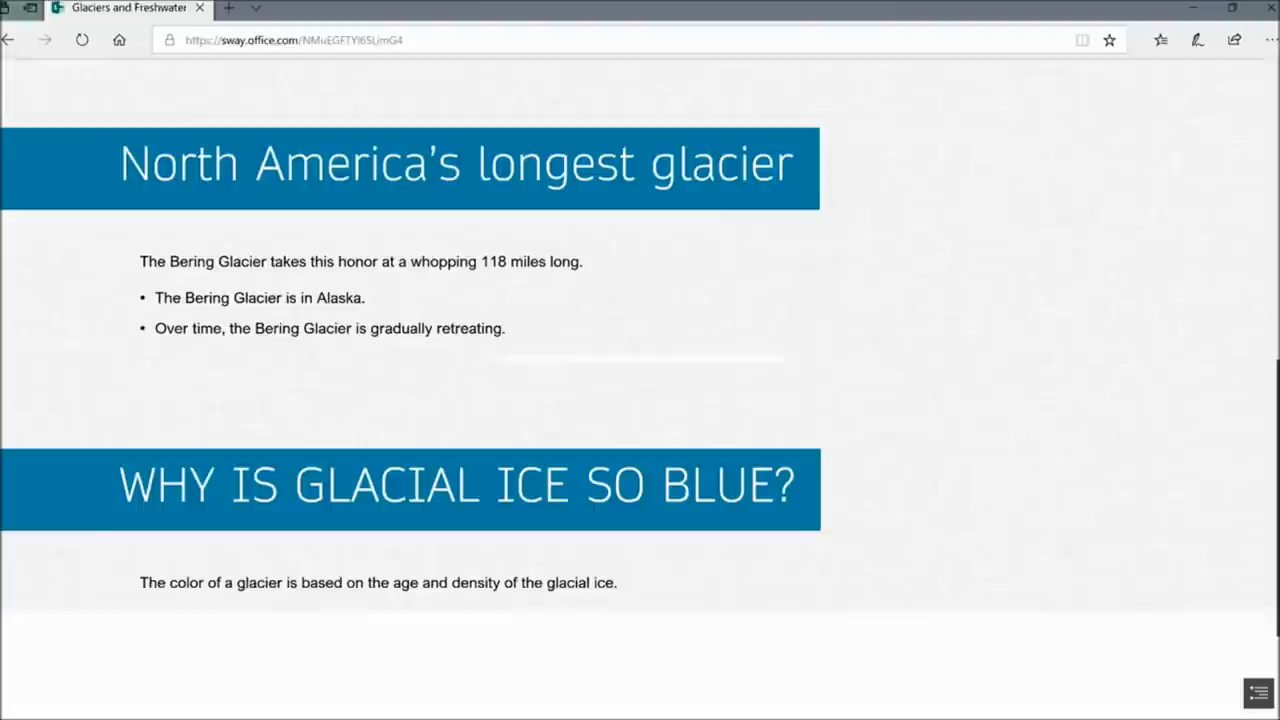 Glaciers and Freshwater
https://sway.office.com/
North America's longest glacier
The Bering Glacier takes this honor at a whopping 118 miles long.
• The Bering Glacier is in Alaska.
• Over time, the Bering Glacier is gradually retreating.
WHY IS GLACIAL ICE SO BLUE?
The color of a glacier is based on the age and density of the glacial ice.